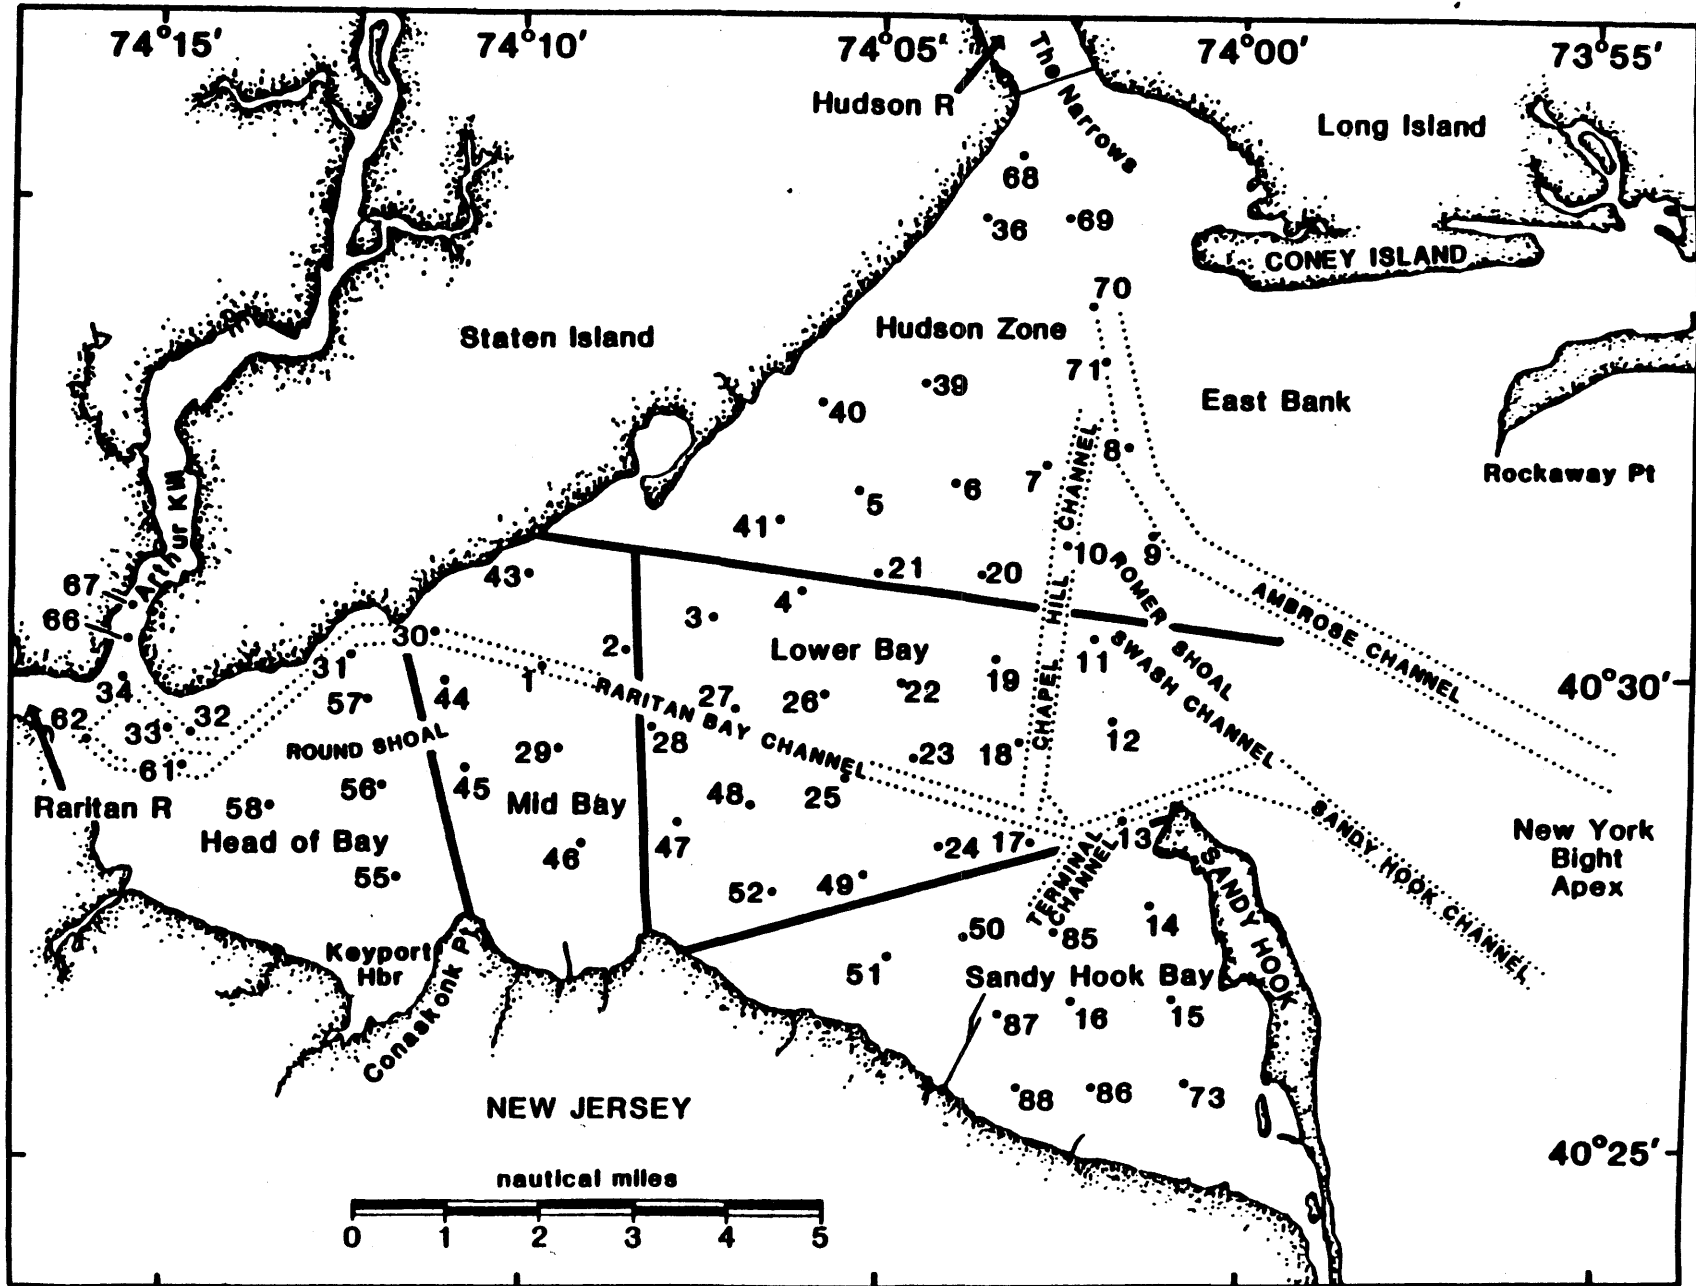 74°15′
74°10′
74°05′
74°00′
73°55′
The Narrows
Hudson R
Long Island
68
36
69
CONEY ISLAND
70
Hudson Zone
Staten Island
71
39
East Bank
40
8
Rockaway Pt
7
6
5
41
Arthur Kill
10
9
43
21
20
67
66
4
3
AMBROSE CHANNEL
ROMER SHOAL
30
2
Lower Bay
11
SWASH CHANNEL
CHAPEL HILL CHANNEL
31
1
19
34
57
44
27
26
22
40°30′
RARITAN BAY CHANNEL
62
33
32
28
12
ROUND SHOAL
29
23
18
61
56
45
48
25
58
Raritan R
Mid Bay
Head of Bay
46
47
24
17
13
SANDY HOOK CHANNEL
New York
Bight
Apex
55
52
49
TERMINAL
CHANNEL
SANDY HOOK
14
50
85
Keyport
Hbr
51
Sandy Hook Bay
Conaskonk Pt
87
16
15
88
86
73
NEW JERSEY
40°25′
nautical miles
0 1 2 3 4 5